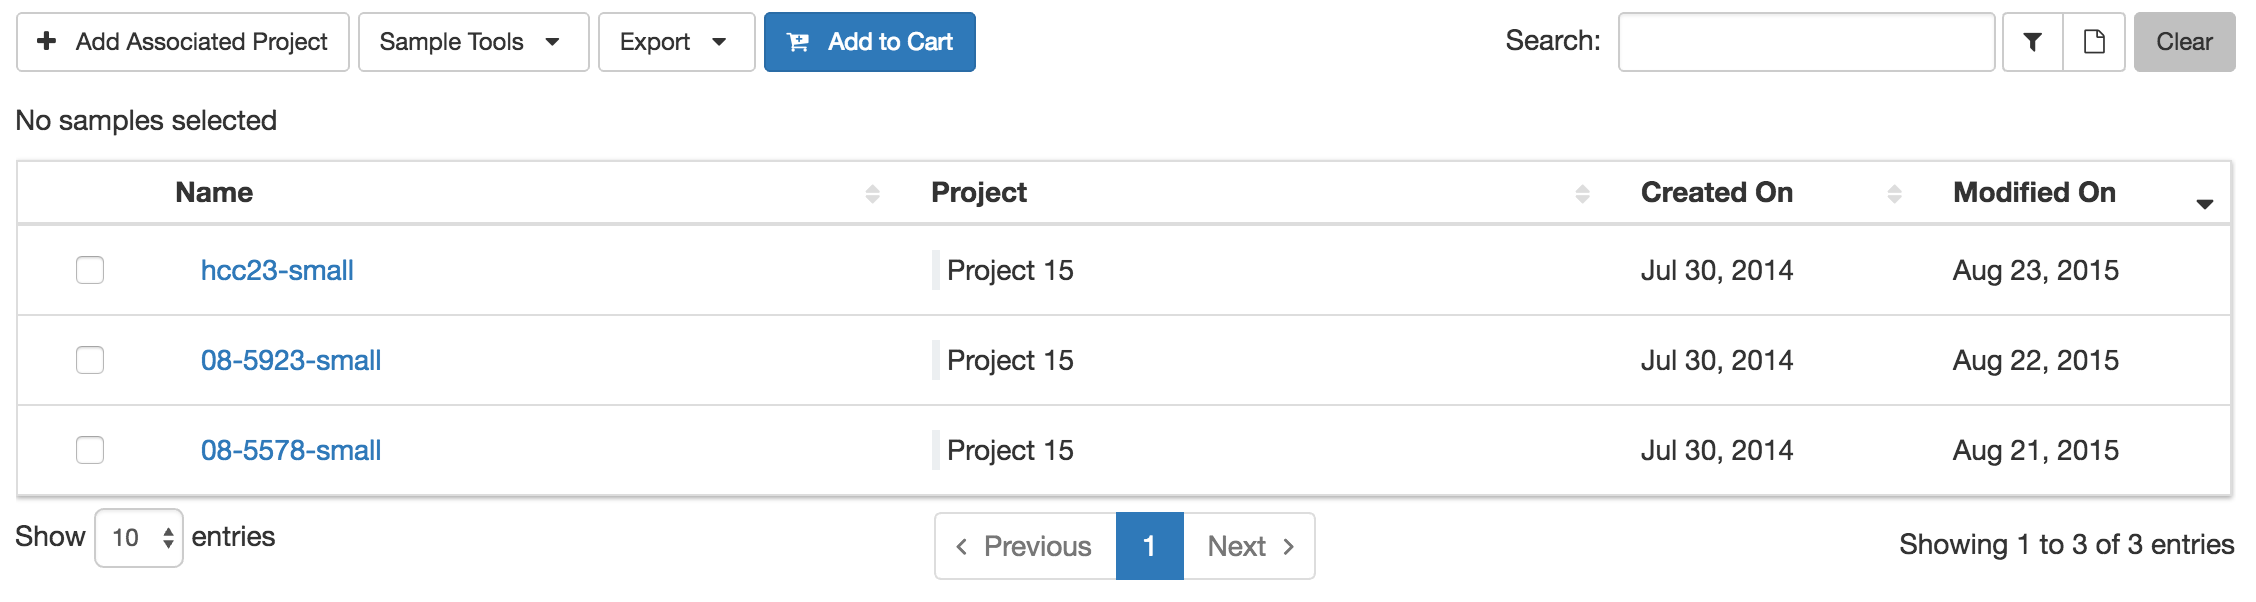 Add Associated Project Sample Tools Export Add to Cart Search: Clear
No samples selected
Name Project Created On Modified On
hcc23-small Project 15 Jul 30, 2014 Aug 23, 2015
08-5923-small Project 15 Jul 30, 2014 Aug 22, 2015
08-5578-small Project 15 Jul 30, 2014 Aug 21, 2015
Show 10 entries Previous 1 Next Showing 1 to 3 of 3 entries